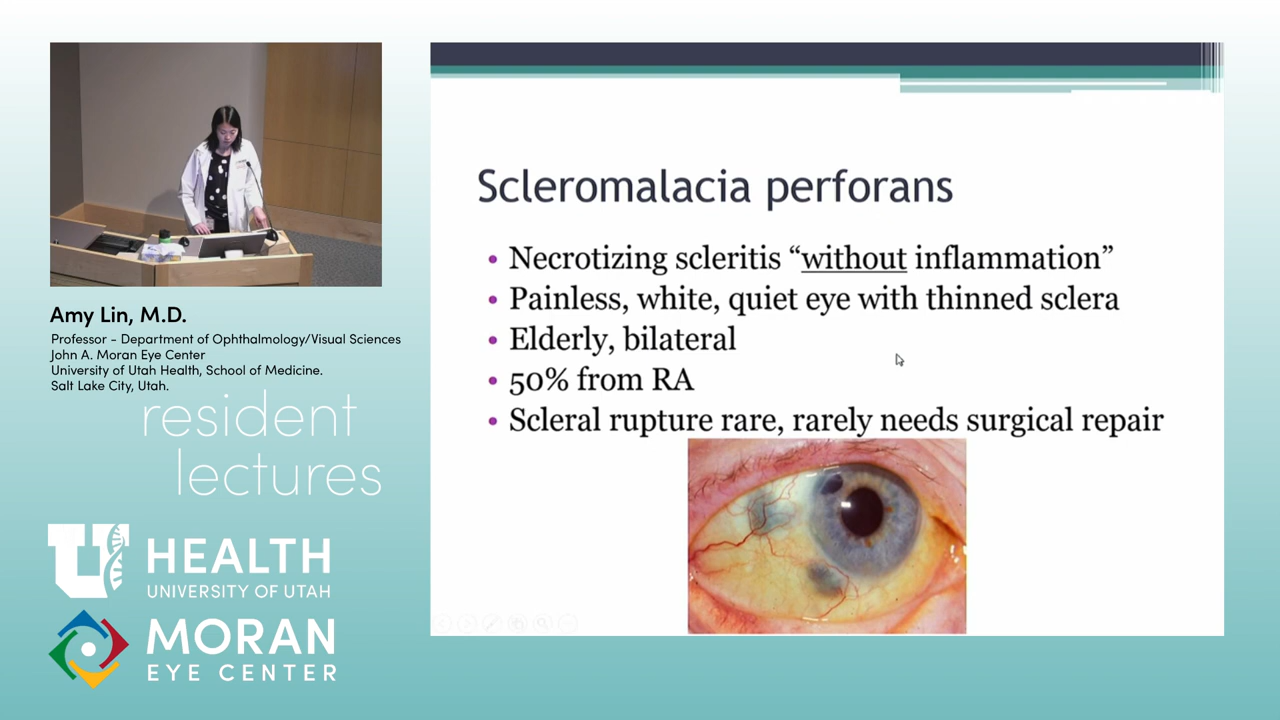 Amy Lin, M.D.
Professor - Department of Ophthalmology/Visual Sciences
John A. Moran Eye Center
University of Utah Health, School of Medicine.
Salt Lake City, Utah.
resident
lectures
U HEALTH
UNIVERSITY OF UTAH
MORAN
EYE CENTER
Scleromalacia perforans
• Necrotizing scleritis “without inflammation”
• Painless, white, quiet eye with thinned sclera
• Elderly, bilateral
• 50% from RA
• Scleral rupture rare, rarely needs surgical repair